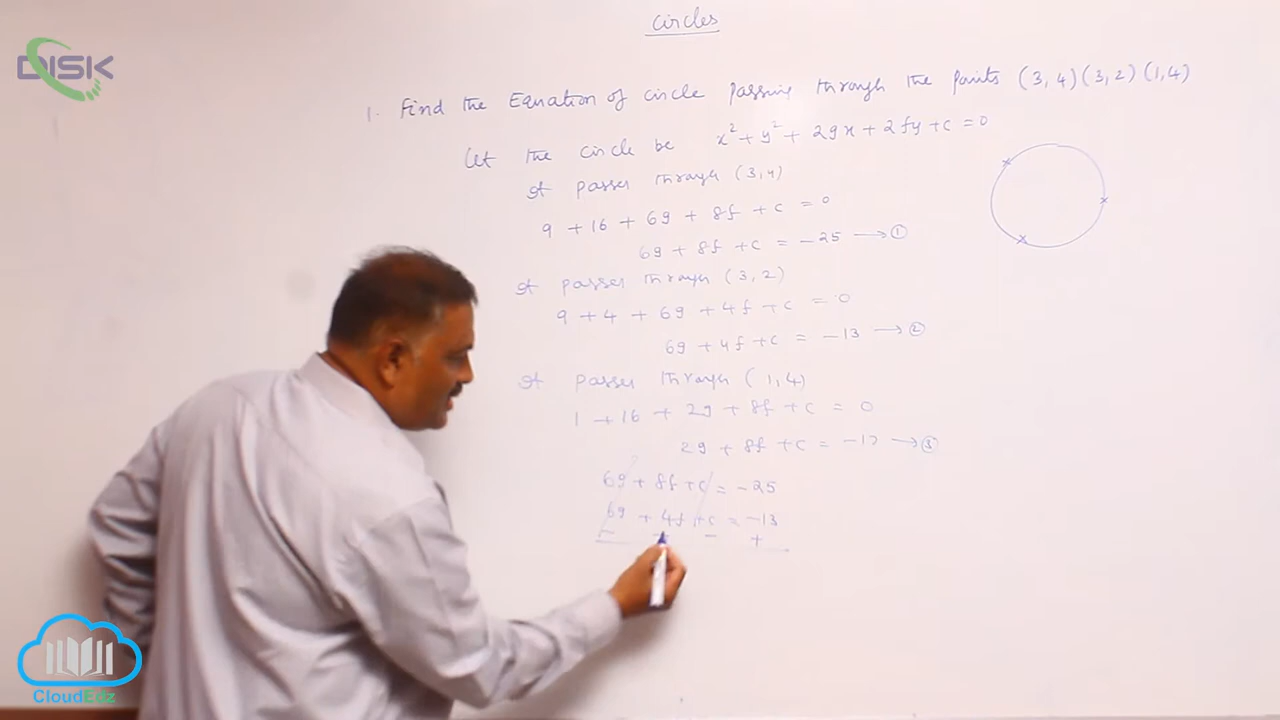 DISK
circles
1. Find the Equation of circle passing through the points (3,4)(3,2)(1,4)
Let the circle be x² + y² + 2gx + 2fy + c = 0
It passes through (3,4)
9 + 16 + 6g + 8f + c = 0
6g + 8f + c = -25 → ①
It passes through (3,2)
9 + 4 + 6g + 4f + c = 0
6g + 4f + c = -13 → ②
It passes through (1,4)
1 + 16 + 2g + 8f + c = 0
2g + 8f + c = -17 → ③
6g + 8f + c = -25
6g + 4f + c = -13
- - - +
CloudEdz